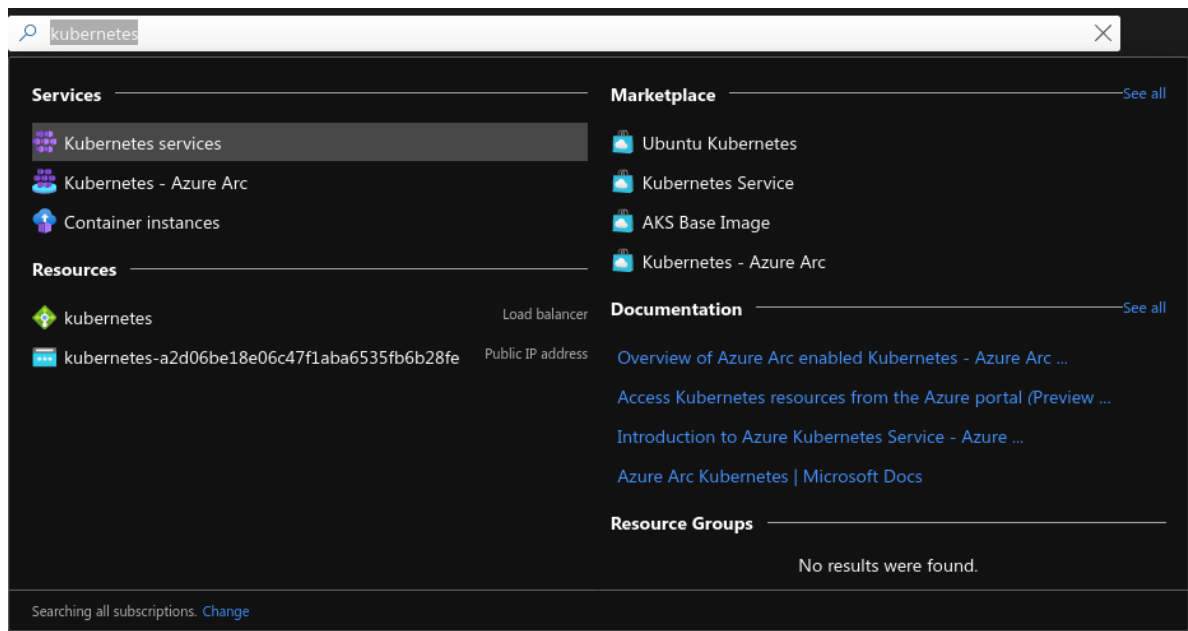 kubernetes
Services
Kubernetes services
Kubernetes - Azure Arc
Container instances
Resources
kubernetes
Load balancer
kubernetes-a2d06be18e06c47f1aba6535fb6b28fe
Public IP address
Marketplace
See all
Ubuntu Kubernetes
Kubernetes Service
AKS Base Image
Kubernetes - Azure Arc
Documentation
See all
Overview of Azure Arc enabled Kubernetes - Azure Arc ...
Access Kubernetes resources from the Azure portal (Preview ...
Introduction to Azure Kubernetes Service - Azure ...
Azure Arc Kubernetes | Microsoft Docs
Resource Groups
No results were found.
Searching all subscriptions. Change